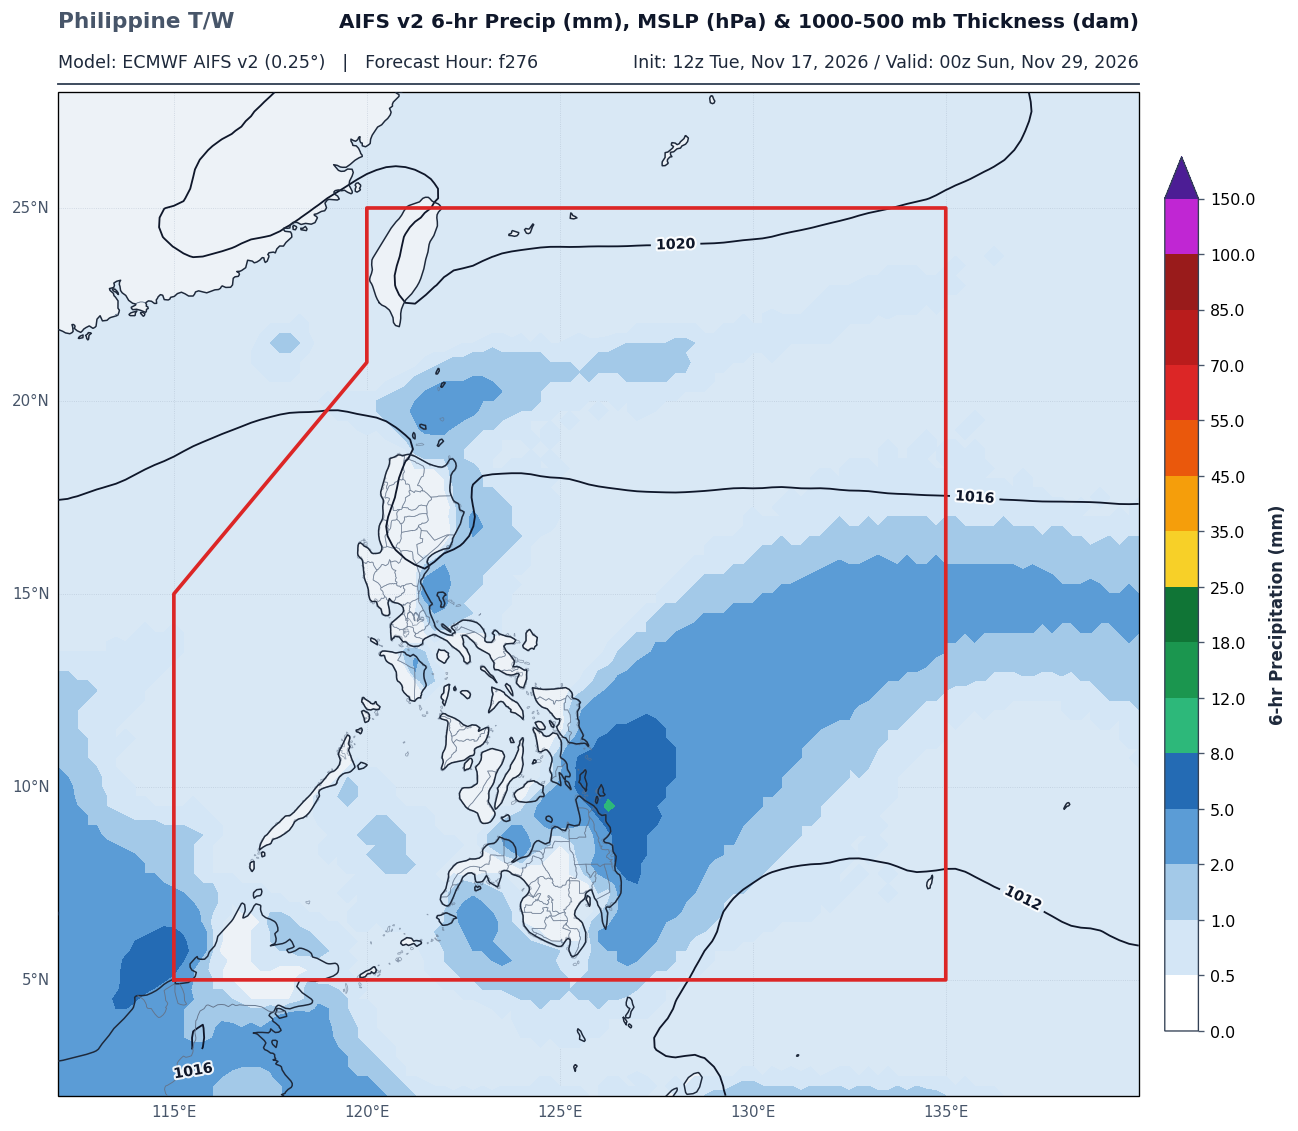 Philippine T/W
AIFS v2 6-hr Precip (mm), MSLP (hPa) & 1000-500 mb Thickness (dam)
Model: ECMWF AIFS v2 (0.25°)   |   Forecast Hour: f276
Init: 12z Tue, Nov 17, 2026 / Valid: 00z Sun, Nov 29, 2026
25°N
20°N
15°N
10°N
5°N
115°E
120°E
125°E
130°E
135°E
1020
1016
1012
1016
150.0
100.0
85.0
70.0
55.0
45.0
35.0
25.0
18.0
12.0
8.0
5.0
2.0
1.0
0.5
0.0
6-hr Precipitation (mm)